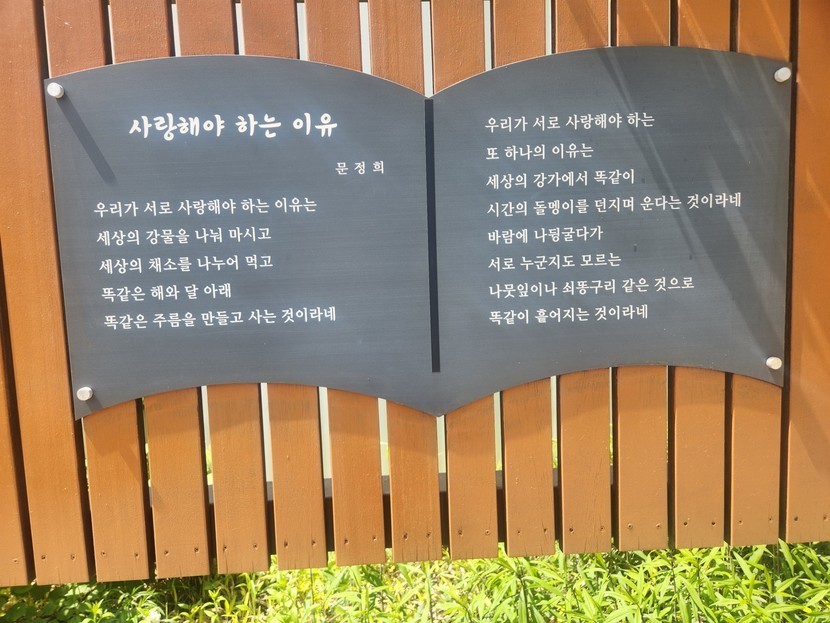 사랑해야 하는 이유
문정희
우리가 서로 사랑해야 하는 이유는
세상의 강물을 나눠 마시고
세상의 채소를 나누어 먹고
똑같은 해와 달 아래
똑같은 주름을 만들고 사는 것이라네
우리가 서로 사랑해야 하는
또 하나의 이유는
세상의 강가에서 똑같이
시간의 돌멩이를 던지며 운다는 것이라네
바람에 나뒹굴다가
서로 누군지도 모르는
나뭇잎이나 쇠똥구리 같은 것으로
똑같이 흩어지는 것이라네